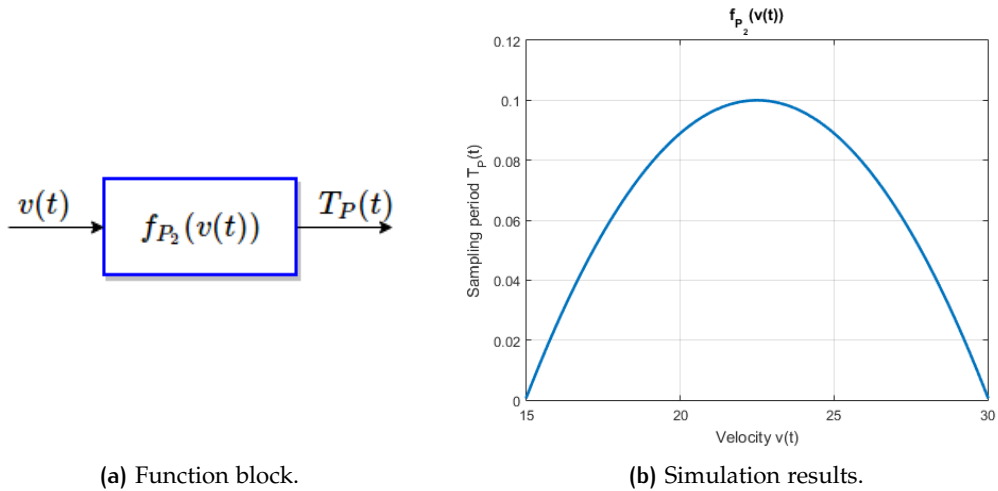 v(t)
f_{P_2}(v(t))
T_P(t)
(a) Function block.
f_{P_2}(v(t))
0.12
0.1
0.08
0.06
0.04
0.02
0
Sampling period T_P(t)
15
20
25
30
Velocity v(t)
(b) Simulation results.